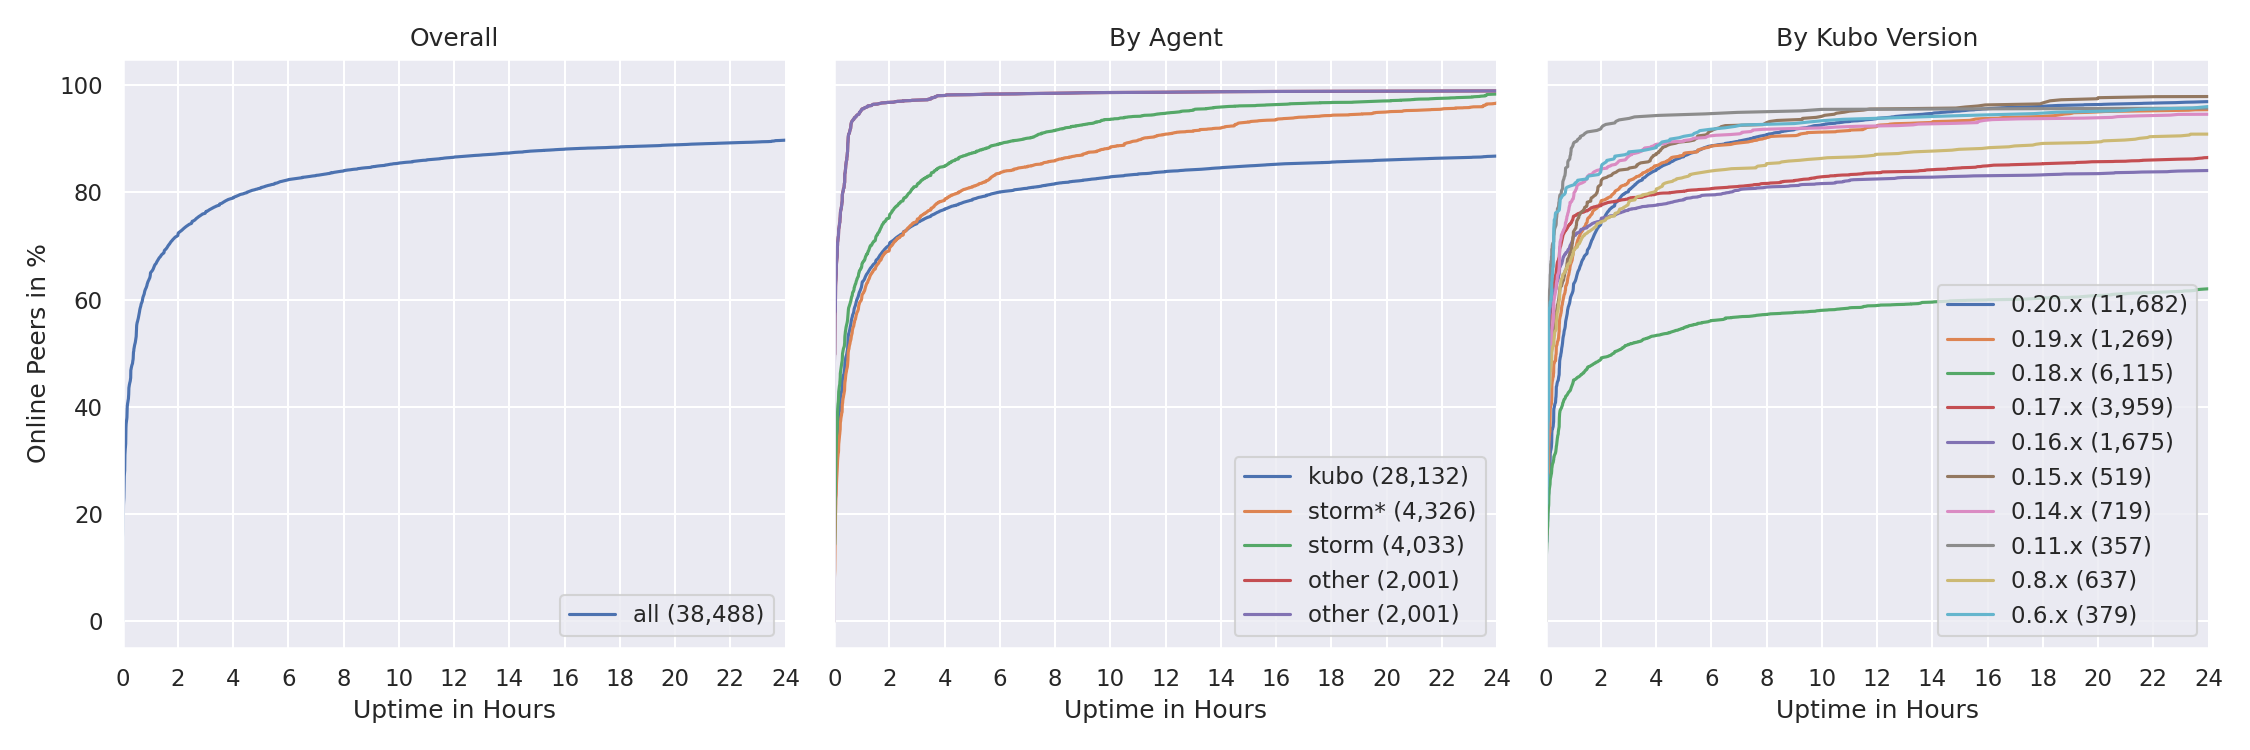 Overall
By Agent
By Kubo Version
Online Peers in %
100
80
60
40
20
0
all (38,488)
0 2 4 6 8 10 12 14 16 18 20 22 24
Uptime in Hours
kubo (28,132)
storm* (4,326)
storm (4,033)
other (2,001)
other (2,001)
0 2 4 6 8 10 12 14 16 18 20 22 24
Uptime in Hours
0.20.x (11,682)
0.19.x (1,269)
0.18.x (6,115)
0.17.x (3,959)
0.16.x (1,675)
0.15.x (519)
0.14.x (719)
0.11.x (357)
0.8.x (637)
0.6.x (379)
0 2 4 6 8 10 12 14 16 18 20 22 24
Uptime in Hours